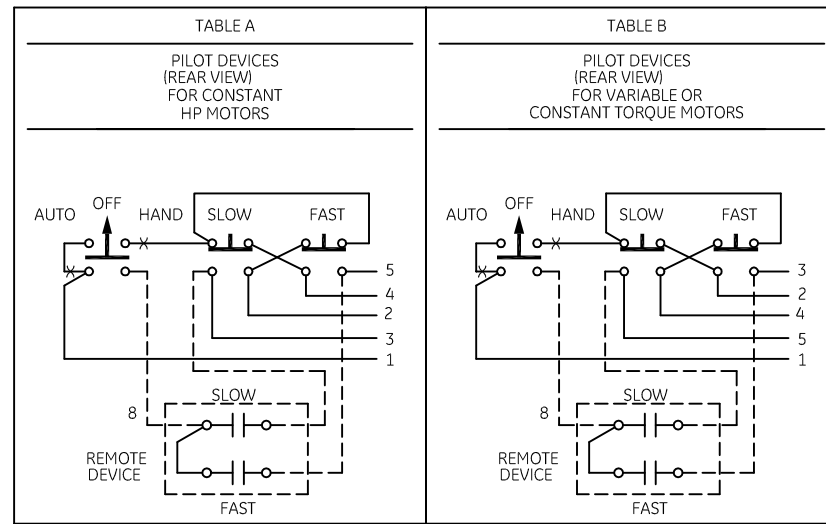 TABLE A
PILOT DEVICES
(REAR VIEW)
FOR CONSTANT
HP MOTORS
AUTO OFF HAND SLOW FAST
5
4
2
3
1
SLOW
8
REMOTE
DEVICE
FAST
TABLE B
PILOT DEVICES
(REAR VIEW)
FOR VARIABLE OR
CONSTANT TORQUE MOTORS
AUTO OFF HAND SLOW FAST
3
2
4
5
1
SLOW
8
REMOTE
DEVICE
FAST